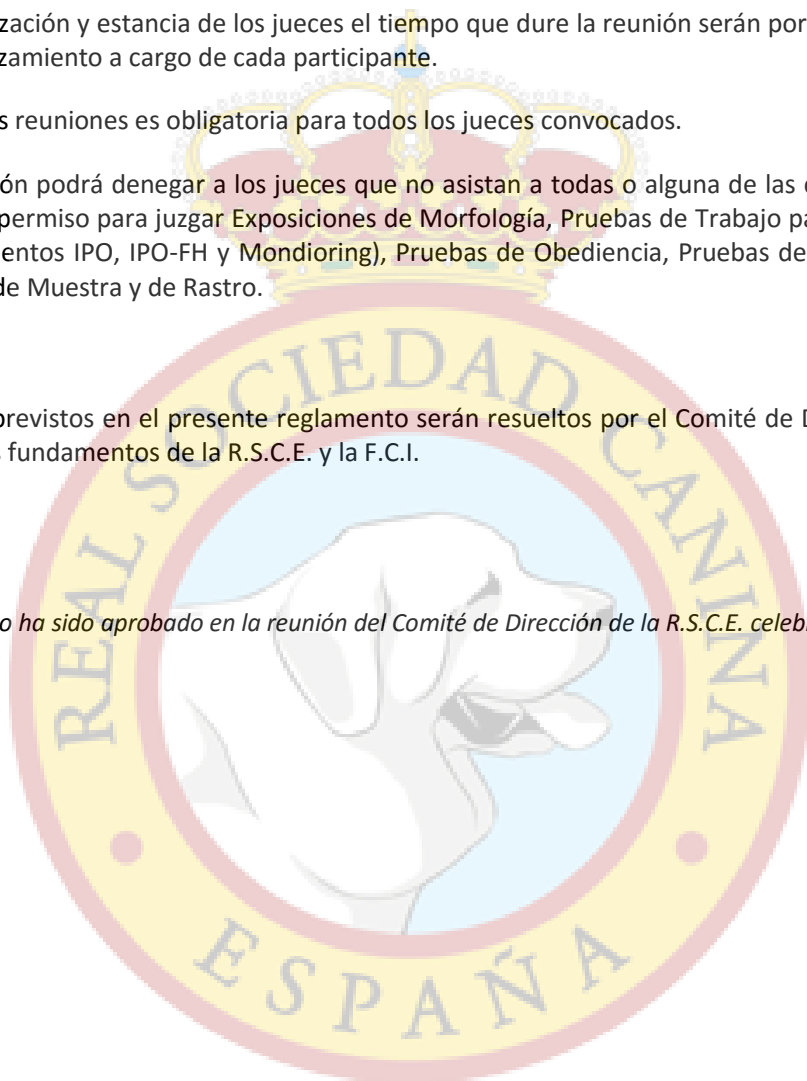 zación y estancia de los jueces el tiempo que dure la reunión serán por
zamiento a cargo de cada participante.
s reuniones es obligatoria para todos los jueces convocados.
ón podrá denegar a los jueces que no asistan a todas o alguna de las
permiso para juzgar Exposiciones de Morfología, Pruebas de Trabajo pa
entos IPO, IPO-FH y Mondioring), Pruebas de Obediencia, Pruebas de
de Muestra y de Rastro.
previstos en el presente reglamento serán resueltos por el Comité de D
s fundamentos de la R.S.C.E. y la F.C.I.
o ha sido aprobado en la reunión del Comité de Dirección de la R.S.C.E. celeb
REAL SOCIEDAD CANINA
ESPAÑA